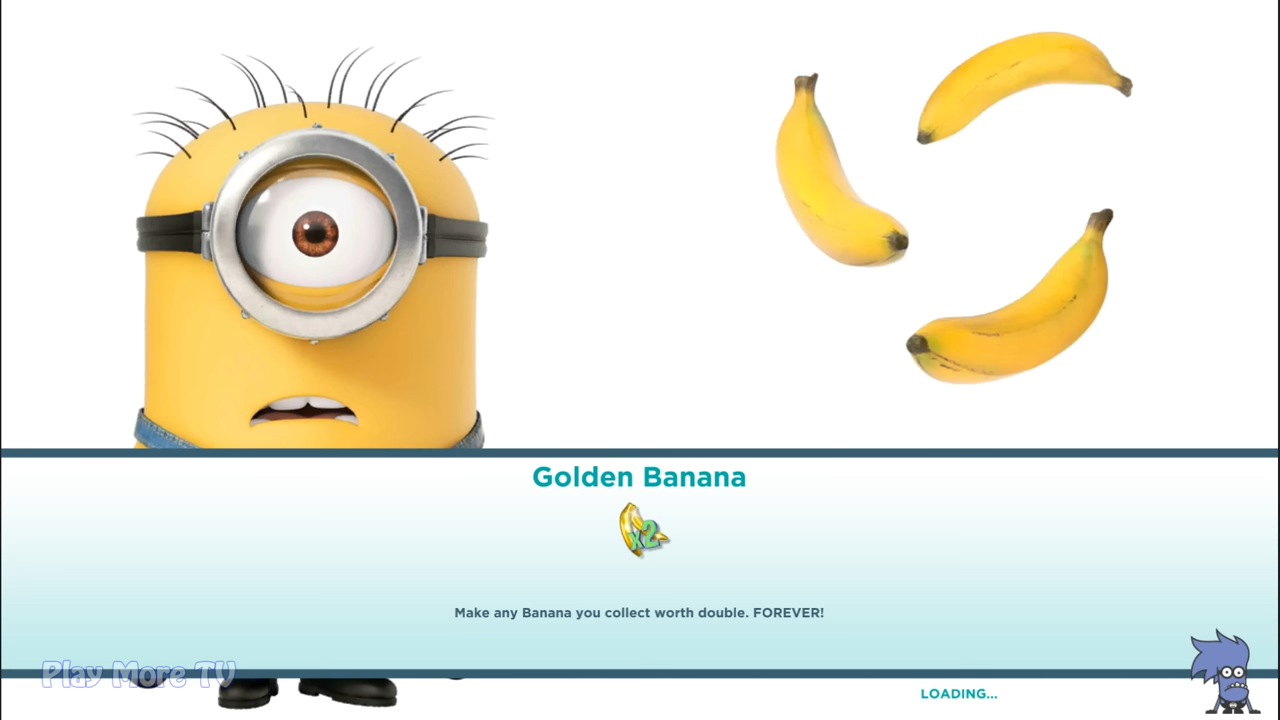 Golden Banana
x2
Make any Banana you collect worth double. FOREVER!
Play More TV
LOADING...